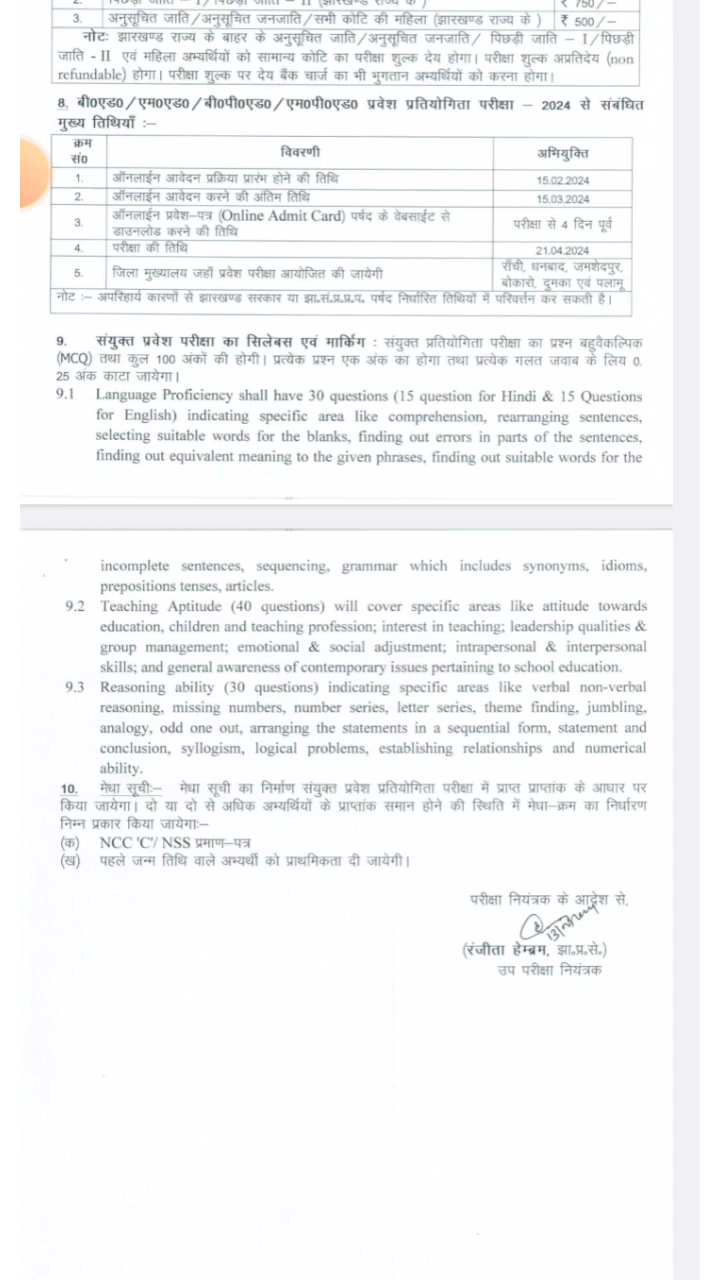 2. पिछड़ी जाति – I / पिछड़ी जाति – II (झारखण्ड राज्य के ) ₹ 750/–
3. अनुसूचित जाति/अनुसूचित जनजाति/सभी कोटि की महिला (झारखण्ड राज्य के ) ₹ 500/–
नोटः झारखण्ड राज्य के बाहर के अनुसूचित जाति/अनुसूचित जनजाति/ पिछड़ी जाति – I/पिछड़ी
जाति - II एवं महिला अभ्यर्थियों को सामान्य कोटि का परीक्षा शुल्क देय होगा। परीक्षा शुल्क अप्रतिदेय (non
refundable) होगा। परीक्षा शुल्क पर देय बैंक चार्ज का भी भुगतान अभ्यर्थियों को करना होगा।
8. बी०एड०/एम०एड०/बी०पी०एड०/एम०पी०एड० प्रवेश प्रतियोगिता परीक्षा – 2024 से संबंधित
मुख्य तिथियाँ :–
क्रम सं० विवरणी अभियुक्ति
1. ऑनलाईन आवेदन प्रक्रिया प्रारंभ होने की तिथि 15.02.2024
2. ऑनलाईन आवेदन करने की अंतिम तिथि 15.03.2024
3. ऑनलाईन प्रवेश–पत्र (Online Admit Card) पर्षद के वेबसाईट से
डाउनलोड करने की तिथि परीक्षा से 4 दिन पूर्व
4. परीक्षा की तिथि 21.04.2024
5. जिला मुख्यालय जहाँ प्रवेश परीक्षा आयोजित की जायेगी राँची, धनबाद, जमशेदपुर,
बोकारो, दुमका एवं पलामू
नोट :– अपरिहार्य कारणों से झारखण्ड सरकार या झा.सं.प्र.प्र.प. पर्षद निर्धारित तिथियों में परिवर्त्तन कर सकती है।
9. संयुक्त प्रवेश परीक्षा का सिलेबस एवं मार्किंग : संयुक्त प्रतियोगिता परीक्षा का प्रश्न बहुवैकल्पिक
(MCQ) तथा कुल 100 अंकों की होगी। प्रत्येक प्रश्न एक अंक का होगा तथा प्रत्येक गलत जवाब के लिय 0.
25 अंक काटा जायेगा।
9.1 Language Proficiency shall have 30 questions (15 question for Hindi & 15 Questions
for English) indicating specific area like comprehension, rearranging sentences,
selecting suitable words for the blanks, finding out errors in parts of the sentences,
finding out equivalent meaning to the given phrases, finding out suitable words for the
incomplete sentences, sequencing, grammar which includes synonyms, idioms,
prepositions tenses, articles.
9.2 Teaching Aptitude (40 questions) will cover specific areas like attitude towards
education, children and teaching profession; interest in teaching; leadership qualities &
group management; emotional & social adjustment; intrapersonal & interpersonal
skills; and general awareness of contemporary issues pertaining to school education.
9.3 Reasoning ability (30 questions) indicating specific areas like verbal non-verbal
reasoning, missing numbers, number series, letter series, theme finding, jumbling,
analogy, odd one out, arranging the statements in a sequential form, statement and
conclusion, syllogism, logical problems, establishing relationships and numerical
ability.
10. मेधा सूची:– मेधा सूची का निर्माण संयुक्त प्रवेश प्रतियोगिता परीक्षा में प्राप्त प्राप्तांक के आधार पर
किया जायेगा। दो या दो से अधिक अभ्यर्थियों के प्राप्तांक समान होने की स्थिति में मेधा–क्रम का निर्धारण
निम्न प्रकार किया जायेगाः–
(क) NCC 'C'/ NSS प्रमाण–पत्र
(ख) पहले जन्म तिथि वाले अभ्यर्थी को प्राथमिकता दी जायेगी।
परीक्षा नियंत्रक के आदेश से,
(रंजीता हेम्ब्रम, झा.प्र.से.)
उप परीक्षा नियंत्रक